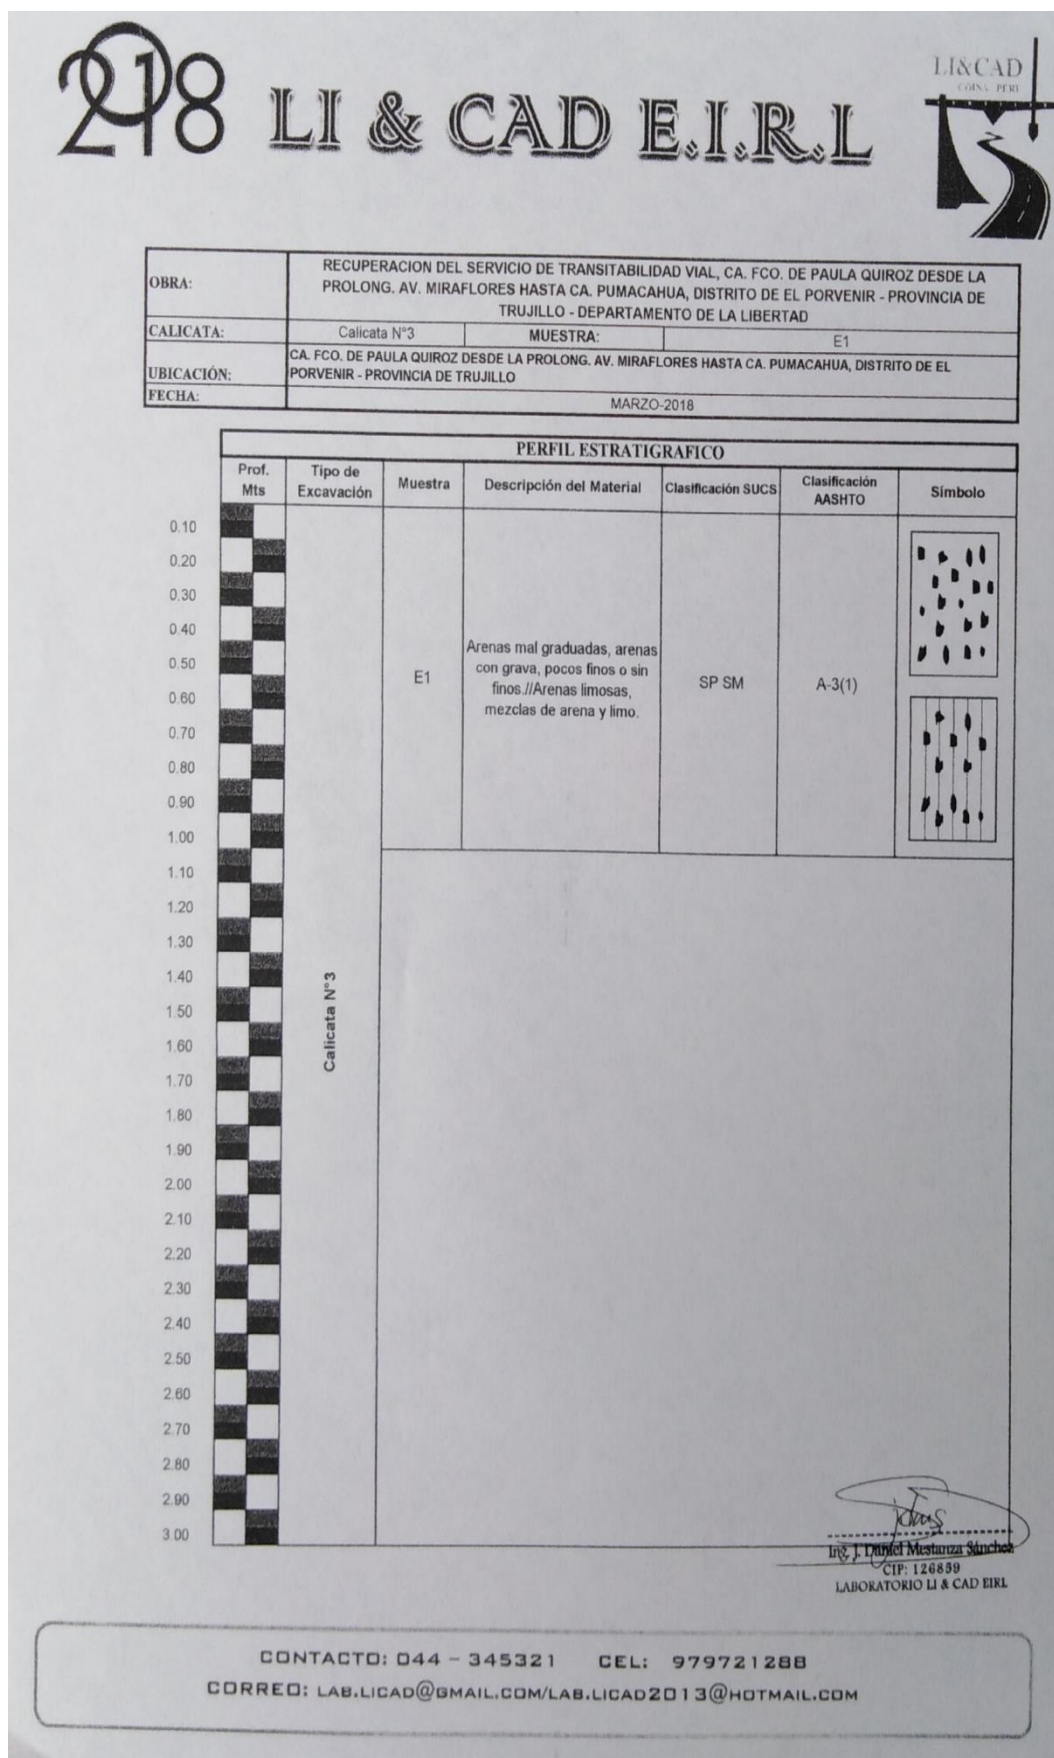 2018 LI & CAD E.I.R.L
LI&CAD
COINA - PERU
OBRA:
RECUPERACION DEL SERVICIO DE TRANSITABILIDAD VIAL, CA. FCO. DE PAULA QUIROZ DESDE LA
PROLONG. AV. MIRAFLORES HASTA CA. PUMACAHUA, DISTRITO DE EL PORVENIR - PROVINCIA DE
TRUJILLO - DEPARTAMENTO DE LA LIBERTAD
CALICATA: Calicata N°3 MUESTRA: E1
UBICACIÓN:
CA. FCO. DE PAULA QUIROZ DESDE LA PROLONG. AV. MIRAFLORES HASTA CA. PUMACAHUA, DISTRITO DE EL
PORVENIR - PROVINCIA DE TRUJILLO
FECHA: MARZO-2018
PERFIL ESTRATIGRAFICO
Prof.
Mts
Tipo de
Excavación
Muestra
Descripción del Material
Clasificación SUCS
Clasificación
AASHTO
Símbolo
0.10
0.20
0.30
0.40
0.50
0.60
0.70
0.80
0.90
1.00
1.10
1.20
1.30
1.40
1.50
1.60
1.70
1.80
1.90
2.00
2.10
2.20
2.30
2.40
2.50
2.60
2.70
2.80
2.90
3.00
Calicata N°3
E1
Arenas mal graduadas, arenas
con grava, pocos finos o sin
finos.//Arenas limosas,
mezclas de arena y limo.
SP SM
A-3(1)
Ing. J. Daniel Mestanza Sánchez
CIP: 126859
LABORATORIO LI & CAD EIRL
CONTACTO: 044 - 345321 CEL: 979721288
CORREO: LAB.LICAD@GMAIL.COM/LAB.LICAD2013@HOTMAIL.COM